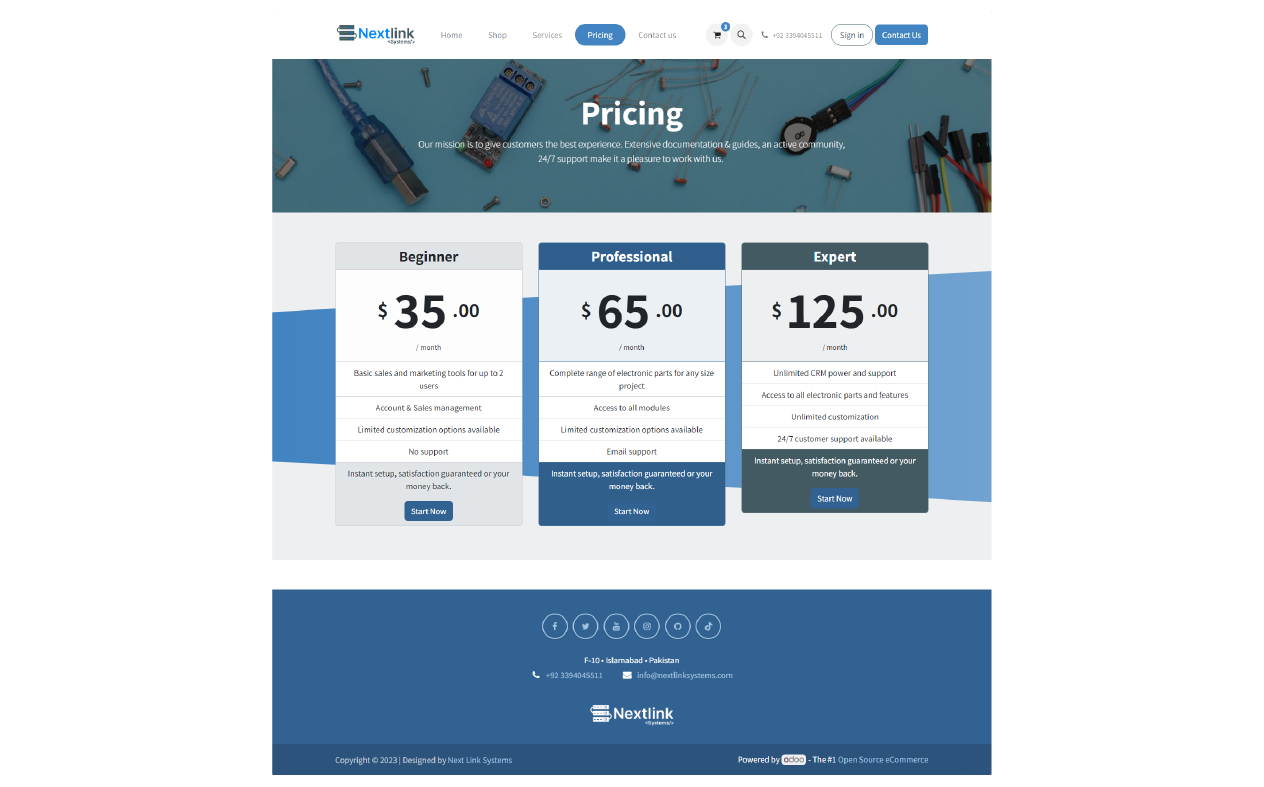 Nextlink
<Systems/>
Home
Shop
Services
Pricing
Contact us
3
+92 3394045511
Sign in
Contact Us
Pricing
Our mission is to give customers the best experience. Extensive documentation & guides, an active community,
24/7 support make it a pleasure to work with us.
Beginner
$ 35 .00
/ month
Basic sales and marketing tools for up to 2
users
Account & Sales management
Limited customization options available
No support
Instant setup, satisfaction guaranteed or your
money back.
Start Now
Professional
$ 65 .00
/ month
Complete range of electronic parts for any size
project
Access to all modules
Limited customization options available
Email support
Instant setup, satisfaction guaranteed or your
money back.
Start Now
Expert
$ 125 .00
/ month
Unlimited CRM power and support
Access to all electronic parts and features
Unlimited customization
24/7 customer support available
Instant setup, satisfaction guaranteed or your
money back.
Start Now
F-10 • Islamabad • Pakistan
+92 3394045511 info@nextlinksystems.com
Nextlink
<Systems/>
Copyright © 2023 | Designed by Next Link Systems
Powered by odoo - The #1 Open Source eCommerce